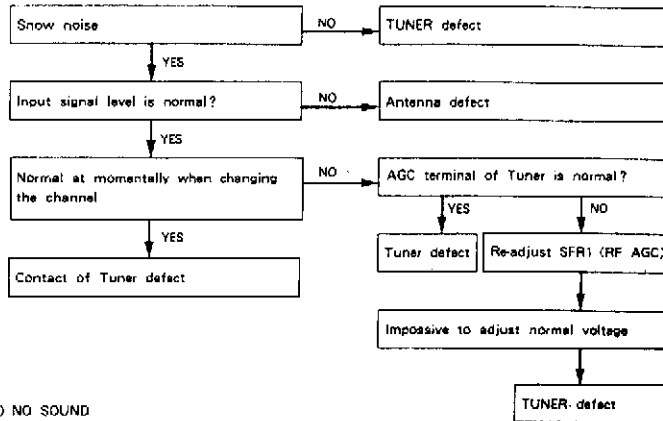 Snow noise
NO
TUNER defect
YES
Input signal level is normal?
NO
Antenna defect
YES
Normal at momentally when changing
the channel
NO
AGC terminal of Tuner is normal?
YES
YES
NO
Contact of Tuner defect
Tuner defect
Re-adjust SFR1 (RF AGC)
Impossive to adjust normal voltage
TUNER defect
) NO SOUND